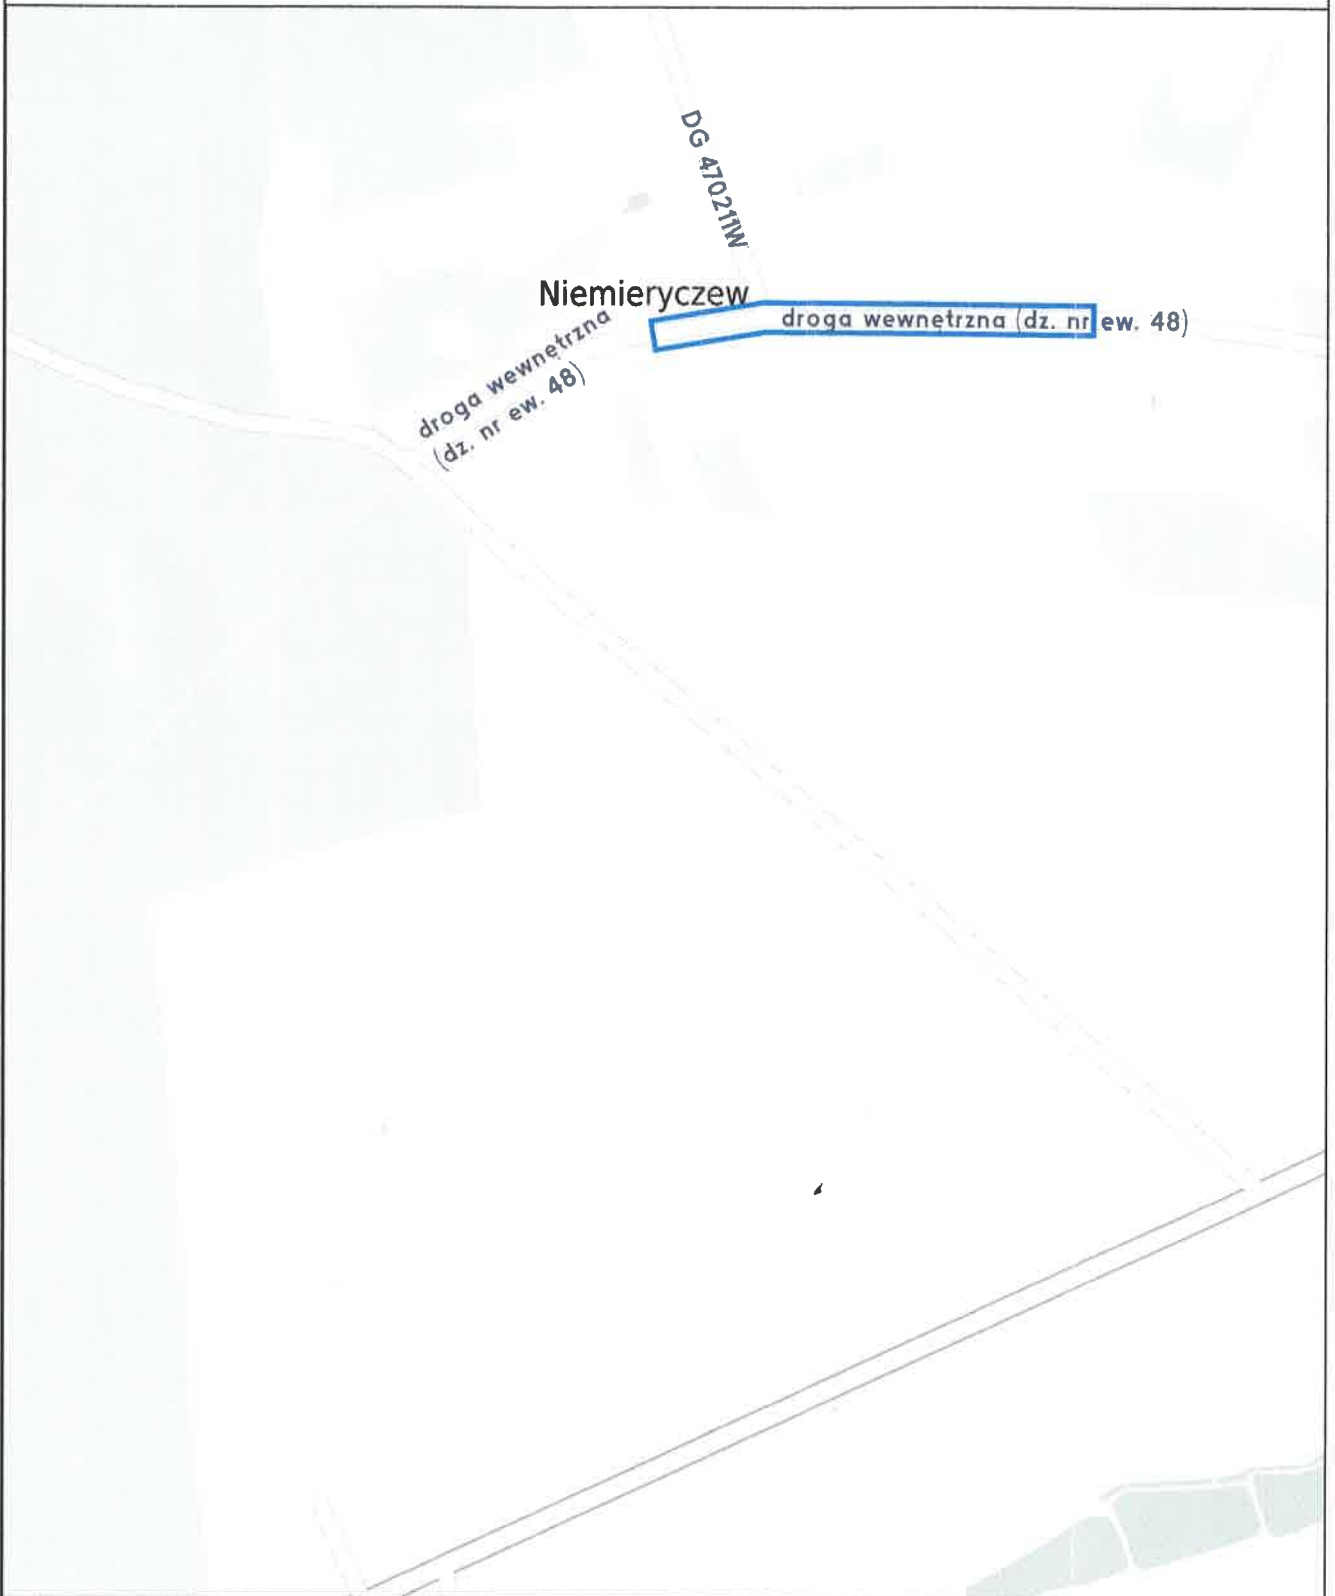 DG 470211W
Niemieryczew
droga wewnętrzna (dz. nr ew. 48)
droga wewnętrzna
(dz. nr ew. 48)